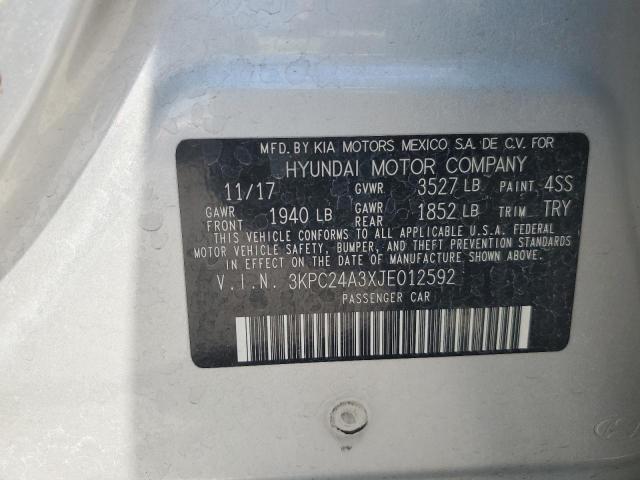 MFD. BY KIA MOTORS MEXICO, S.A. DE C.V. FOR
HYUNDAI MOTOR COMPANY
11/17 GVWR 3527 LB PAINT 4SS
GAWR FRONT 1940 LB GAWR REAR 1852 LB TRIM TRY
THIS VEHICLE CONFORMS TO ALL APPLICABLE U.S.A. FEDERAL
MOTOR VEHICLE SAFETY, BUMPER, AND THEFT PREVENTION STANDARDS
IN EFFECT ON THE DATE OF MANUFACTURE SHOWN ABOVE.
V.I.N. 3KPC24A3XJE012592
PASSENGER CAR